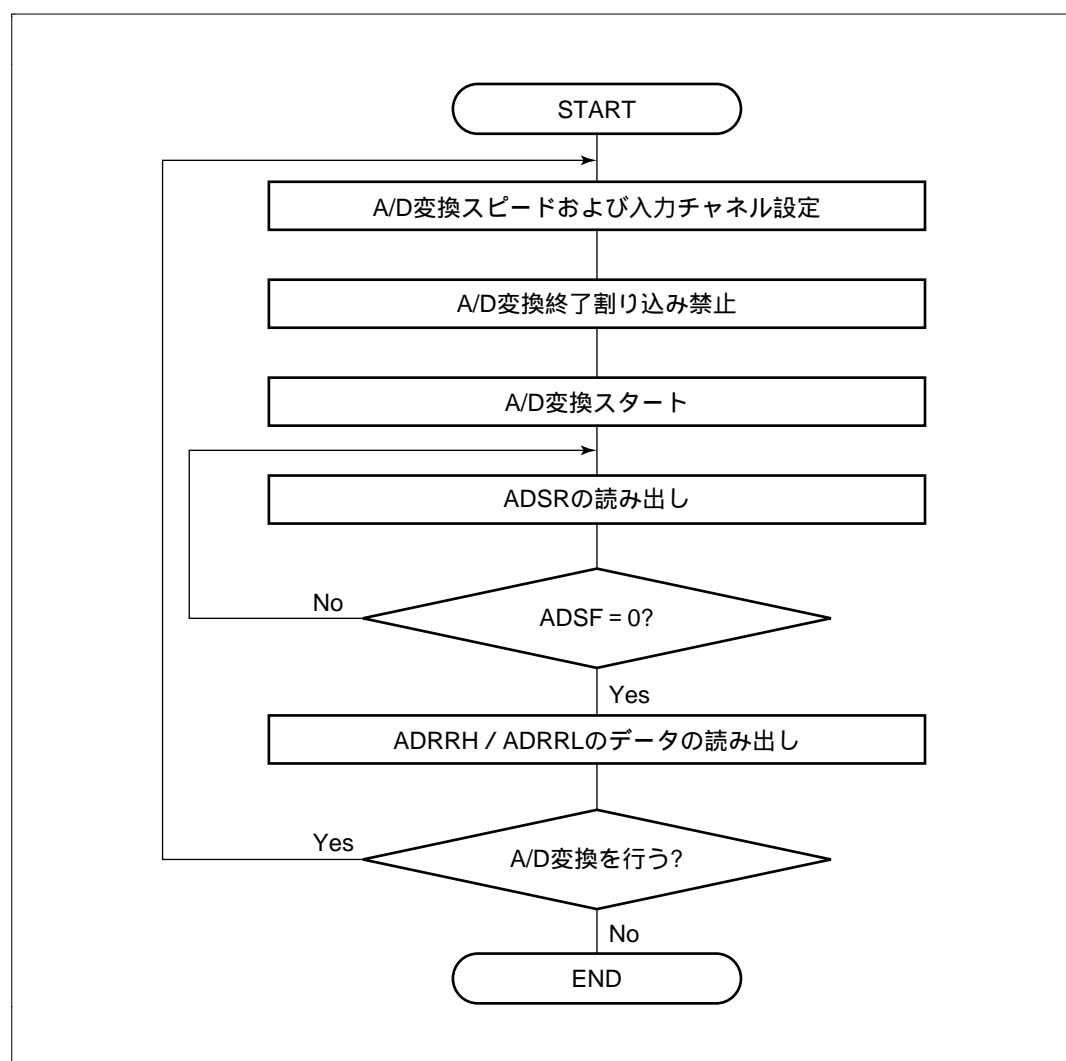 START
A/D変換スピードおよび入力チャネル設定
A/D変換終了割り込み禁止
A/D変換スタート
ADSRの読み出し
No
ADSF = 0?
Yes
ADRRH / ADRRLのデータの読み出し
Yes
A/D変換を行う?
No
END